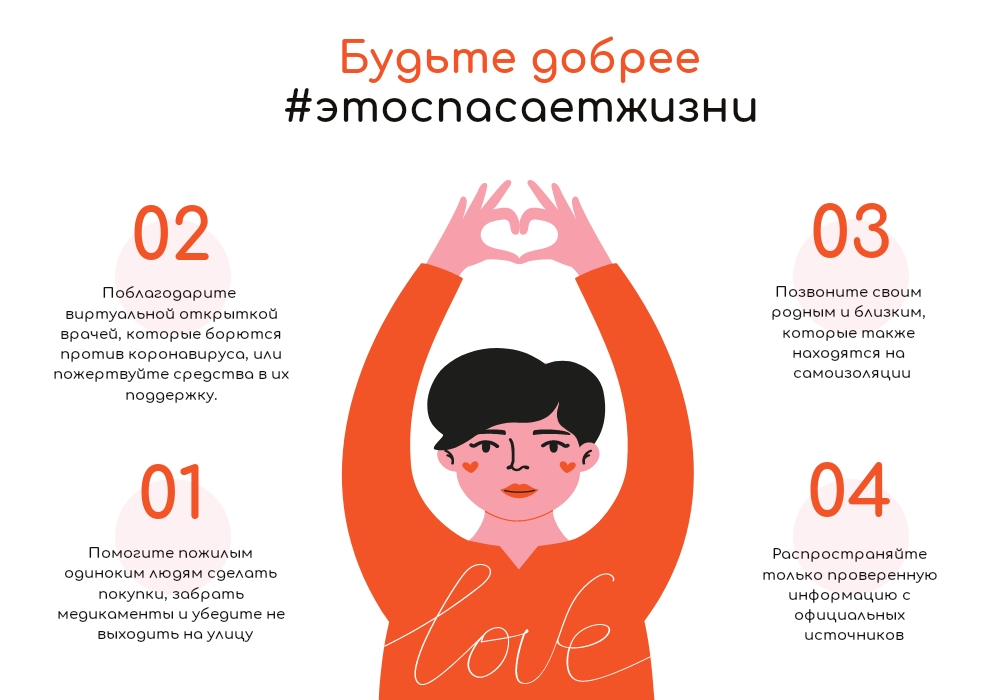 Будьте добрее
#этоспасаетжизни
02
Поблагодарите
виртуальной открыткой
врачей, которые борются
против коронавируса, или
пожертвуйте средства в их
поддержку.
01
Помогите пожилым
одиноким людям сделать
покупки, забрать
медикаменты и убедите не
выходить на улицу
03
Позвоните своим
родным и близким,
которые также
находятся на
самоизоляции
04
Распространяйте
только проверенную
информацию с
официальных
источников
love